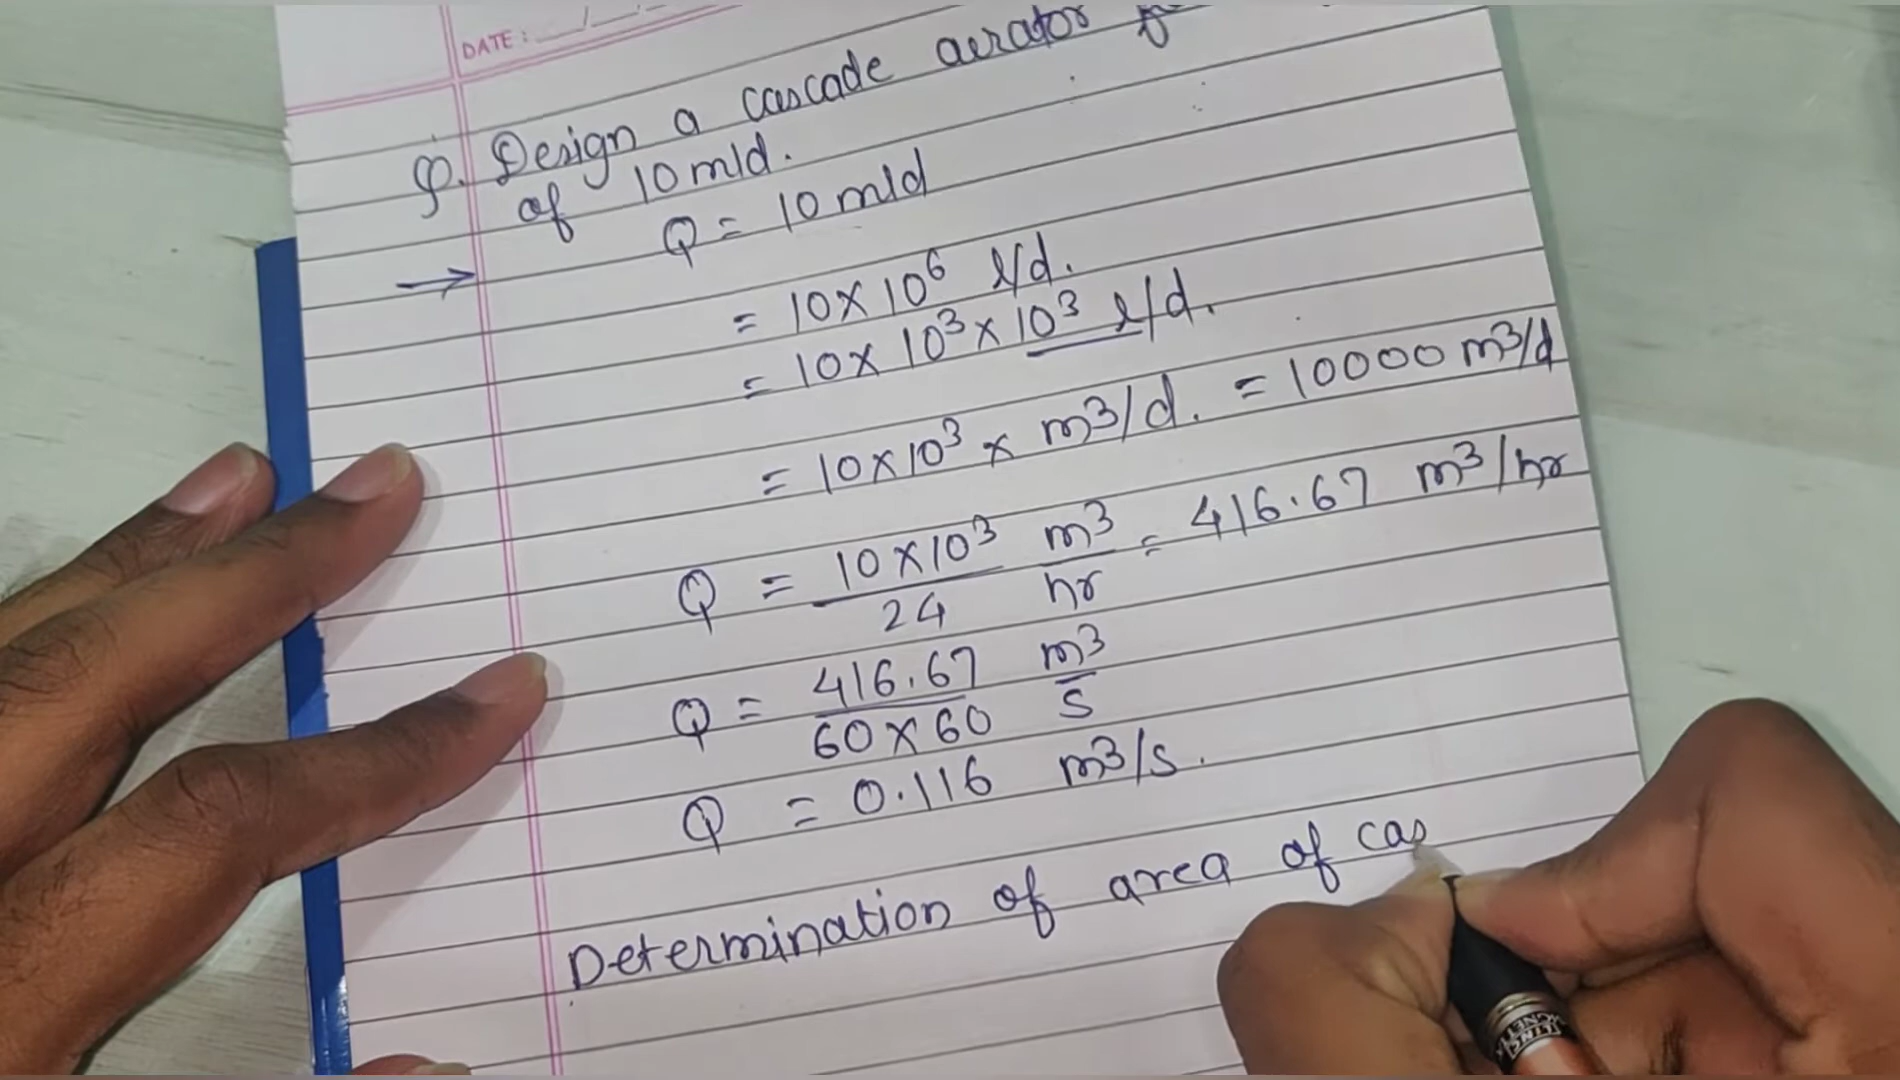 DATE:
Q. Design a cascade aerator
of 10 mld.
Q = 10 mld
= 10 × 10⁶ l/d.
= 10 × 10³ × 10³ l/d.
= 10 × 10³ × m³/d. = 10000 m³/d
Q = 10 × 10³ / 24 m³/hr = 416.67 m³/hr
Q = 416.67 / 60 × 60 m³/s
Q = 0.116 m³/s.
Determination of area of cas